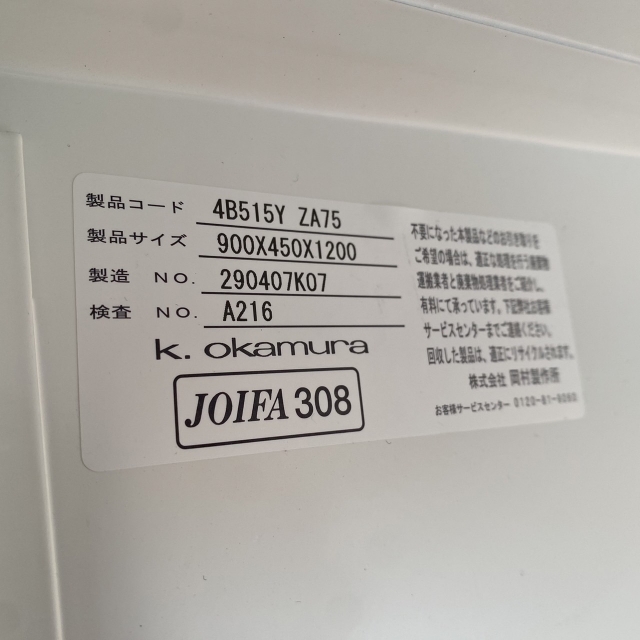 製品コード 4B515Y ZA75
製品サイズ 900X450X1200
製造 NO. 290407K07
検査 NO. A216
K. okamura
JOIFA 308
不要になった本製品などのお引き取りを
ご希望の場合は、適正な処理を行う
運搬業者と廃棄物処理業者をご紹介し、
有料にて承っています。下記弊社お客様
サービスセンターまでご連絡ください。
回収した製品は、適正にリサイクルされます。
株式会社 岡村製作所
お客様サービスセンター 0120-81-9060